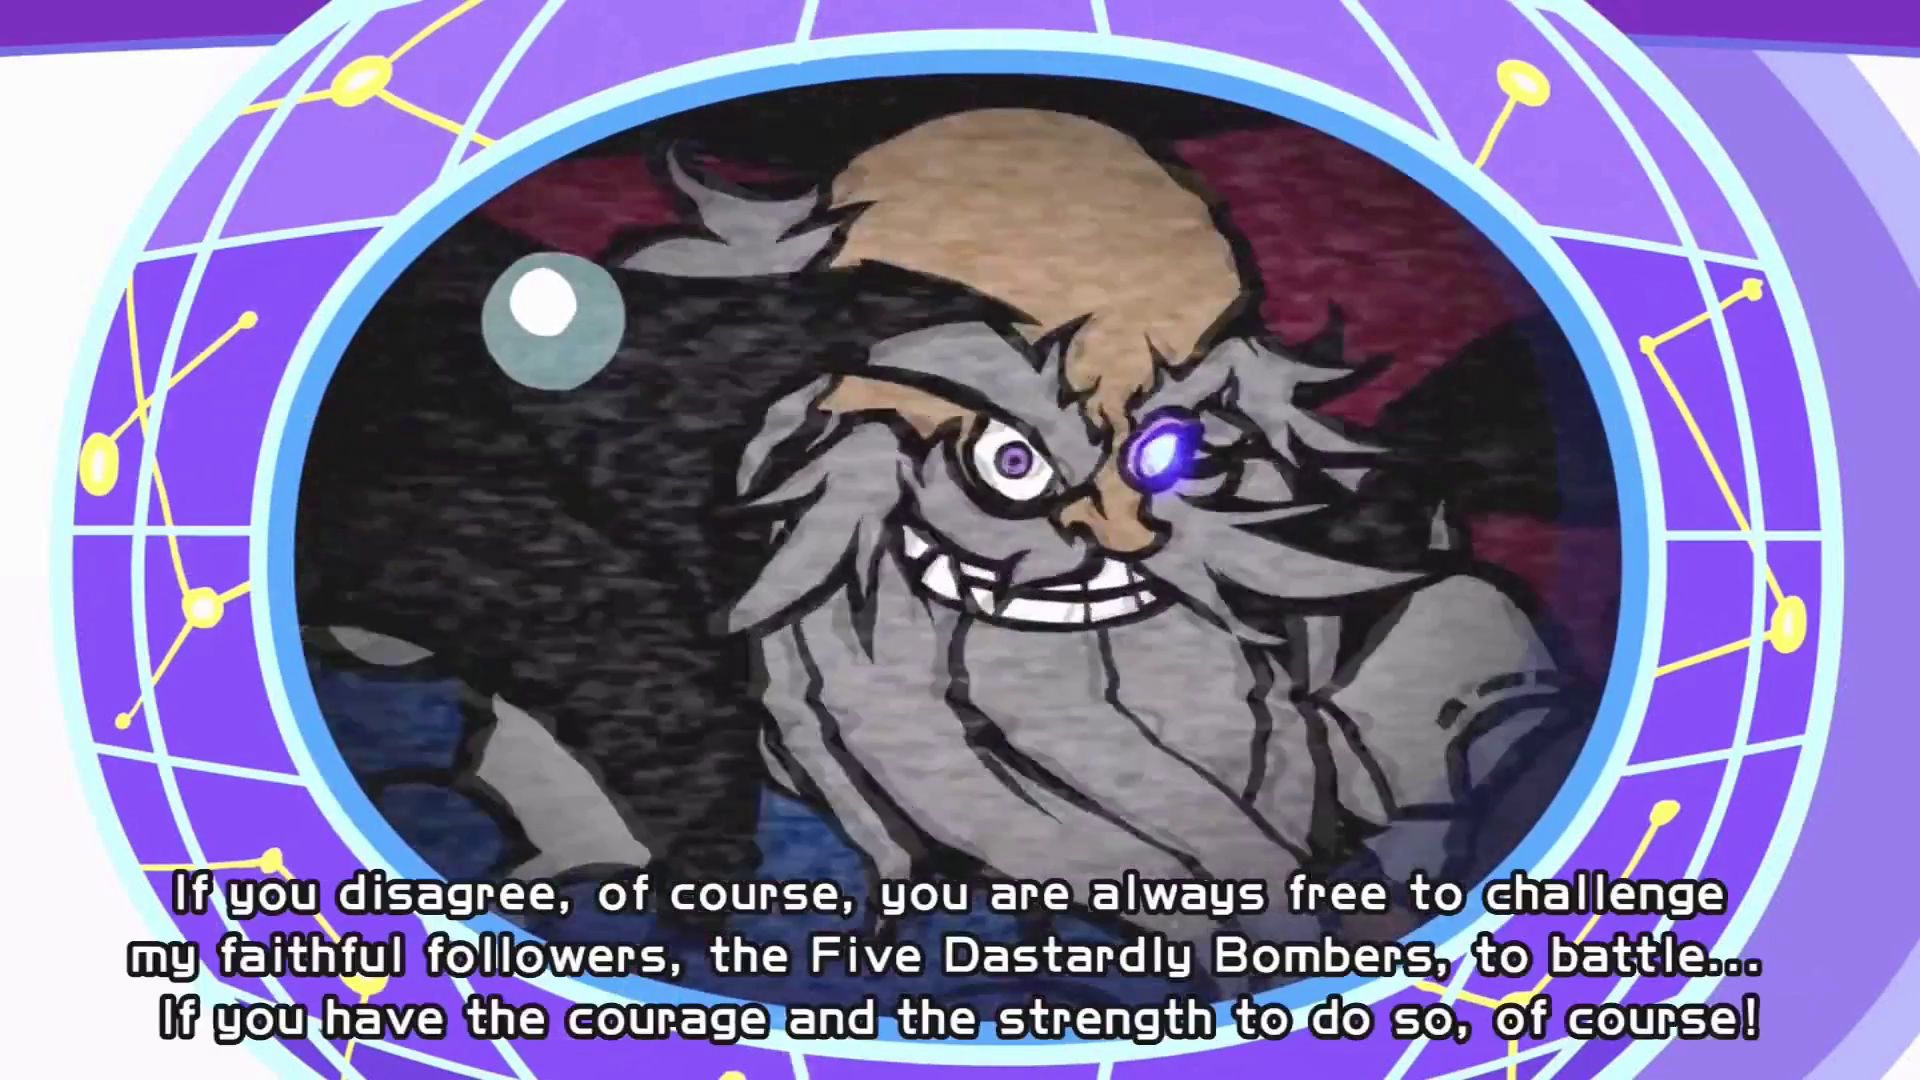 If you disagree, of course, you are always free to challenge
my faithful followers, the Five Dastardly Bombers, to battle...
If you have the courage and the strength to do so, of course!